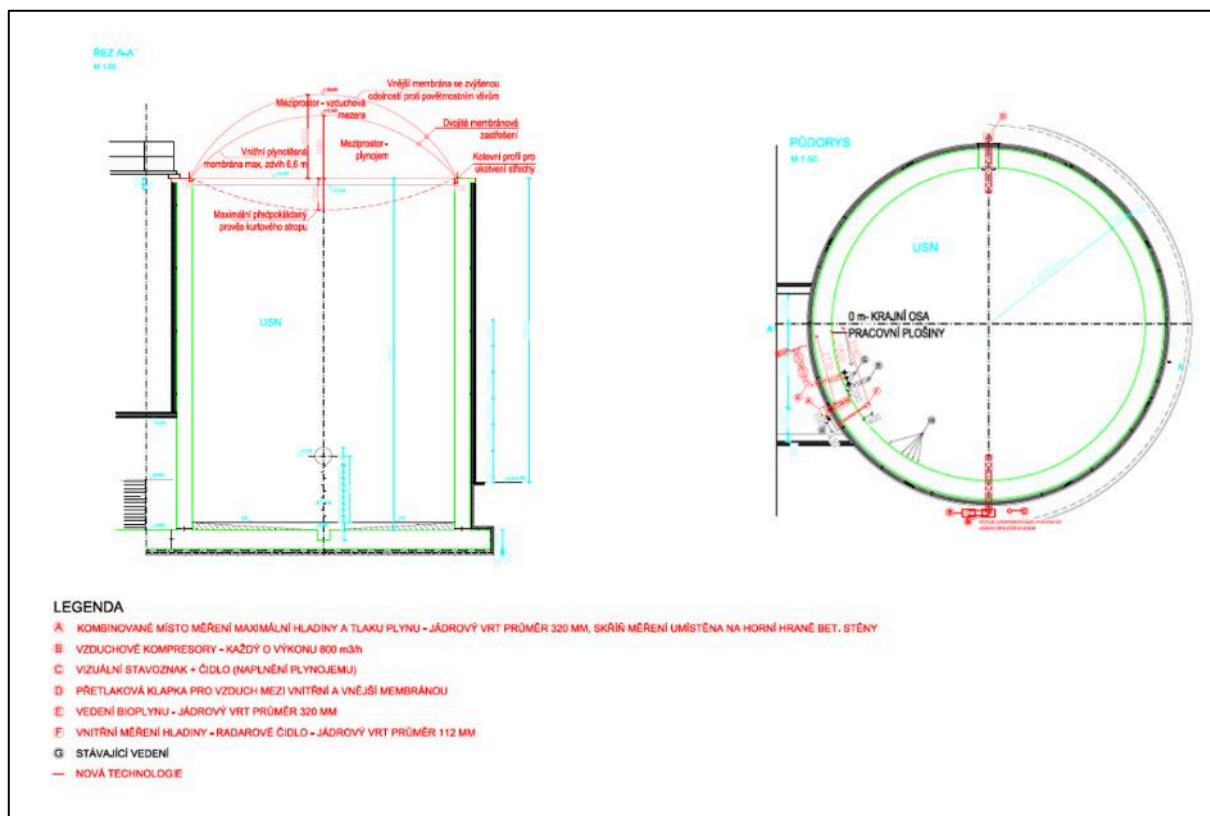 ŘEZ A-A'
M 1:50
Vnější membrána se zvýšenou
odolností proti povětrnostním vlivům
Meziprostor - vzduchová
mezera
Dvojité membránové
zastřešení
Vnitřní plynotěsná
membrána max. zdvih 6,6 m
Meziprostor -
plynojem
Kotevní profil pro
ukotvení střechy
Maximální předpokládaný
průvěs kurtového stropu
USN
PŮDORYS
M 1:50
USN
0 m- KRAJNÍ OSA
PRACOVNÍ PLOŠINY
A
LEGENDA
A KOMBINOVANÉ MÍSTO MĚŘENÍ MAXIMÁLNÍ HLADINY A TLAKU PLYNU - JÁDROVÝ VRT PRŮMĚR 320 MM, SKŘÍŇ MĚŘENÍ UMÍSTĚNA NA HORNÍ HRANĚ BET. STĚNY
B VZDUCHOVÉ KOMPRESORY - KAŽDÝ O VÝKONU 800 m3/h
C VIZUÁLNÍ STAVOZNAK + ČIDLO (NAPLNĚNÍ PLYNOJEMU)
D PŘETLAKOVÁ KLAPKA PRO VZDUCH MEZI VNITŘNÍ A VNĚJŠÍ MEMBRÁNOU
E VEDENÍ BIOPLYNU - JÁDROVÝ VRT PRŮMĚR 320 MM
F VNITŘNÍ MĚŘENÍ HLADINY - RADAROVÉ ČIDLO - JÁDROVÝ VRT PRŮMĚR 112 MM
G STÁVAJÍCÍ VEDENÍ
— NOVÁ TECHNOLOGIE